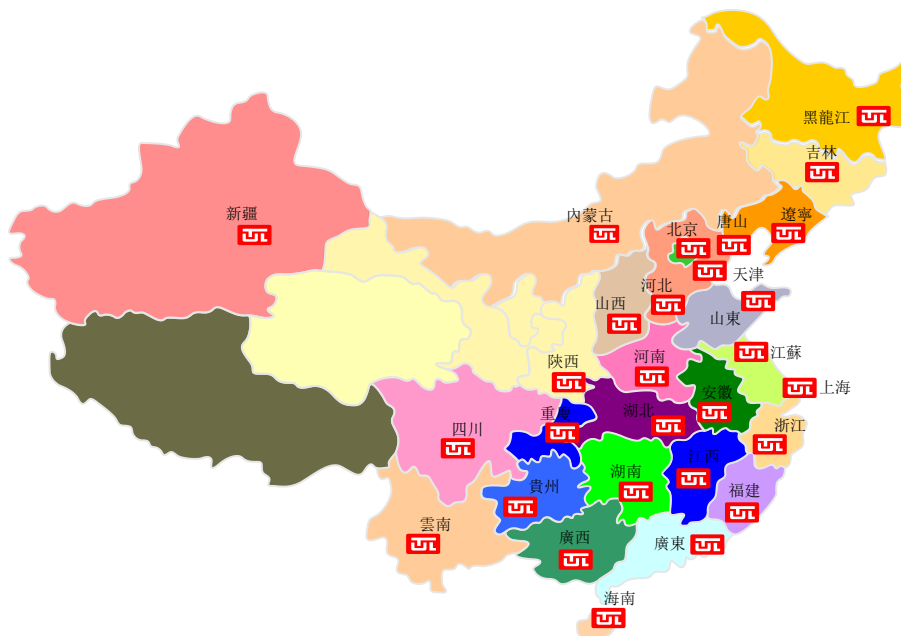 黑龍江
吉林
新疆
內蒙古
唐山
遼寧
北京
天津
河北
山西
山東
江蘇
河南
陝西
上海
安徽
湖北
重慶
浙江
四川
江西
湖南
貴州
福建
雲南
廣西
廣東
海南